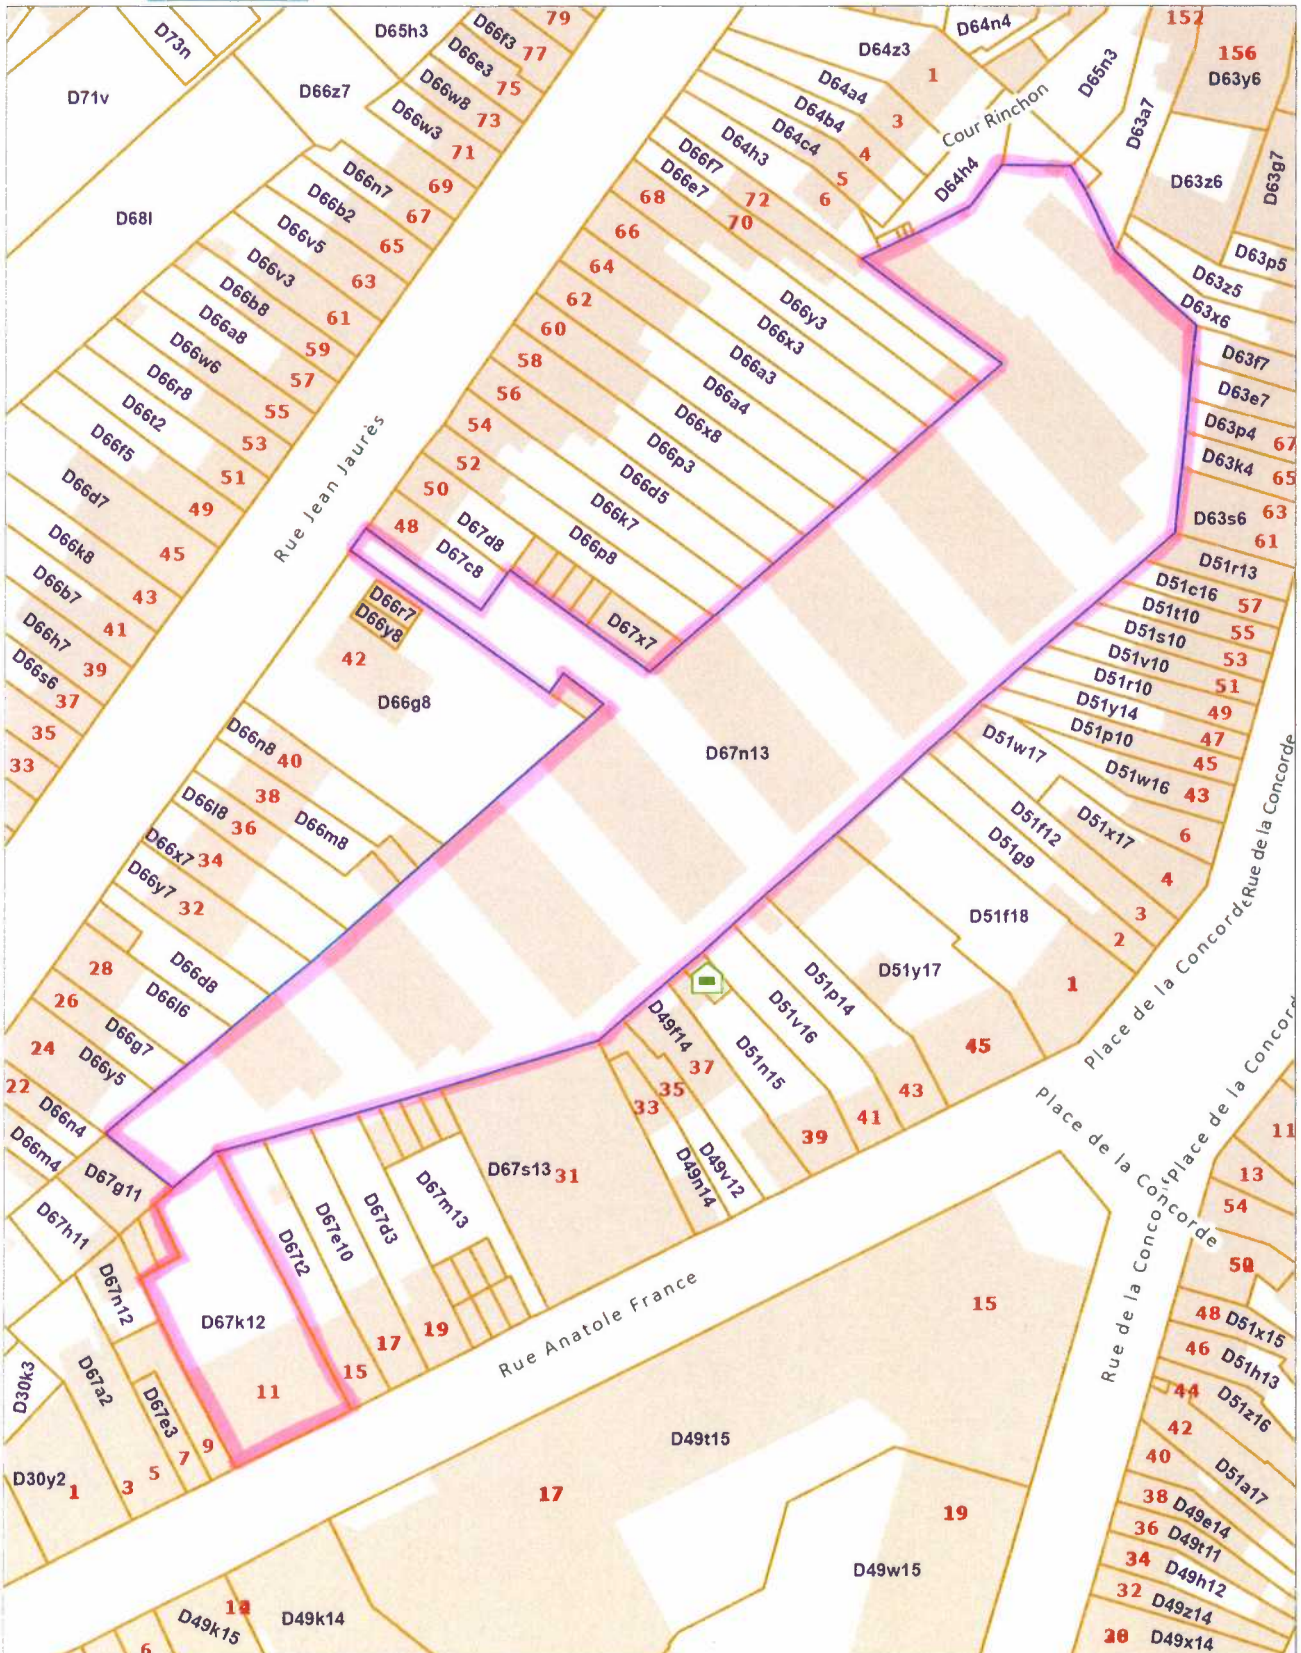 79
D66f3
77
D65h3
D73n
D66e3
75
D64z3
D64n4
152
156
D63y6
D71v
D66z7
D66w8
73
1
D64a4
D65n3
D66w3
D64b4
3
Cour Rinchon
D63a7
71
D64c4
4
D66n7
69
D64h3
D66f7
5
D64h4
D63z6
D63g7
D66b2
67
D66e7
68
72
6
D68l
D66v5
65
66
70
D63p5
D66v3
63
64
D63z5
D66b8
61
62
D66y3
D63x6
D66a8
59
60
D66x3
D66w6
57
58
D66a3
D63f7
D66r8
55
56
D66a4
D63e7
D66t2
53
54
D66x8
D63p4
67
D66f5
51
52
D66p3
D63k4
65
D66d7
49
50
D66d5
D63s6
63
Rue Jean Jaurès
48
D67d8
D66k7
61
D66k8
45
D67c8
D66p8
D51r13
D66b7
43
D66r7
D51c16
57
D66h7
41
D66y8
D67x7
D51t10
55
D66s6
39
42
D51s10
53
37
D66g8
D51v10
51
35
D51r10
49
33
D66n8
40
D67n13
D51y14
47
D51p10
45
D51w17
D51w16
43
D66l8
38
D66m8
D51x17
6
36
D51f12
D66x7
34
D51g9
4
D66y7
32
D51f18
3
2
Rue de la Concorde
28
D66d8
D51y17
1
Place de la Concorde
26
D66l6
D51p14
D51v16
24
D66g7
D49f14
D51n15
45
22
D66y5
37
43
Place de la Concorde
D66n4
35
41
D66m4
33
39
11
D67g11
D67s13
31
D49v12
D49n14
13
D67h11
D67m13
54
D67d3
D67e10
D67t2
D67n12
D67k12
15
48
D51x15
Rue Anatole France
19
17
46
D51h13
D30k3
D67a2
15
11
44
D51z16
D67e3
42
D49t15
9
40
D51a17
7
D30y2
1
5
3
17
38
D49e14
19
36
D49t11
34
D49h12
D49w15
32
D49z14
D49k15
D49k14
D49x14
6
Place de la Concorde